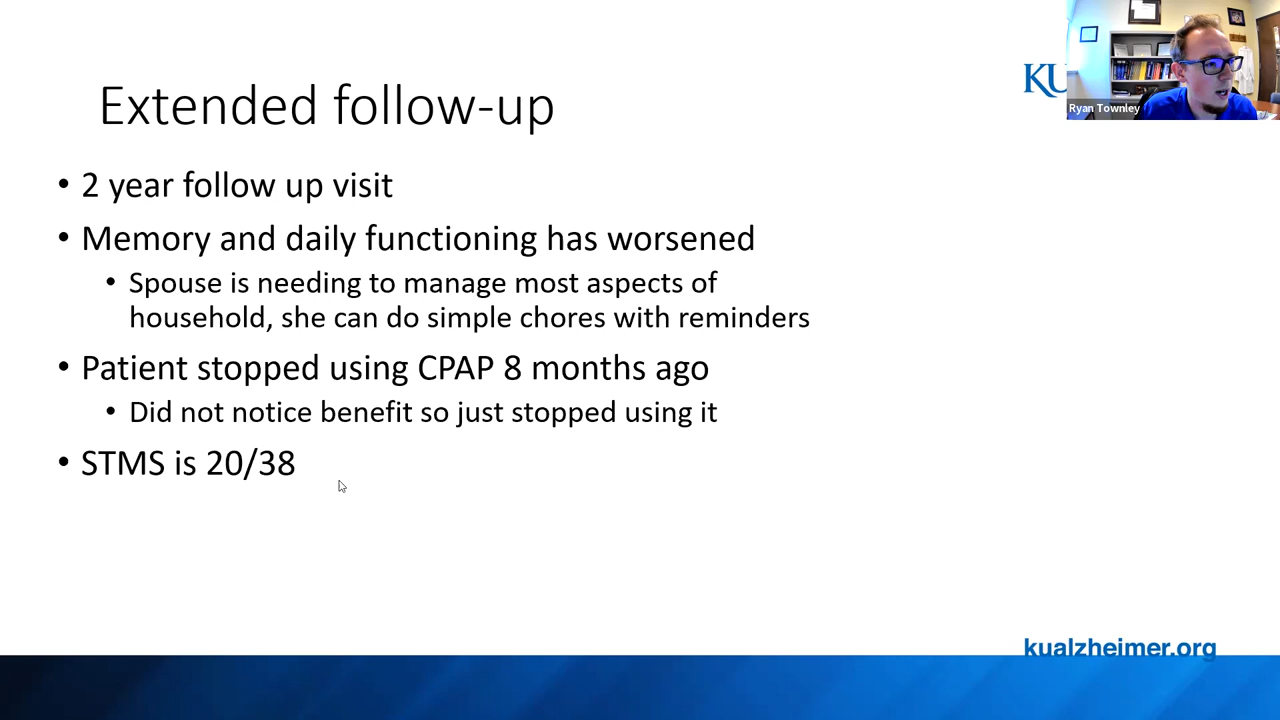 Extended follow-up
KU
Ryan Townley
• 2 year follow up visit
• Memory and daily functioning has worsened
• Spouse is needing to manage most aspects of
household, she can do simple chores with reminders
• Patient stopped using CPAP 8 months ago
• Did not notice benefit so just stopped using it
• STMS is 20/38
kualzheimer.org